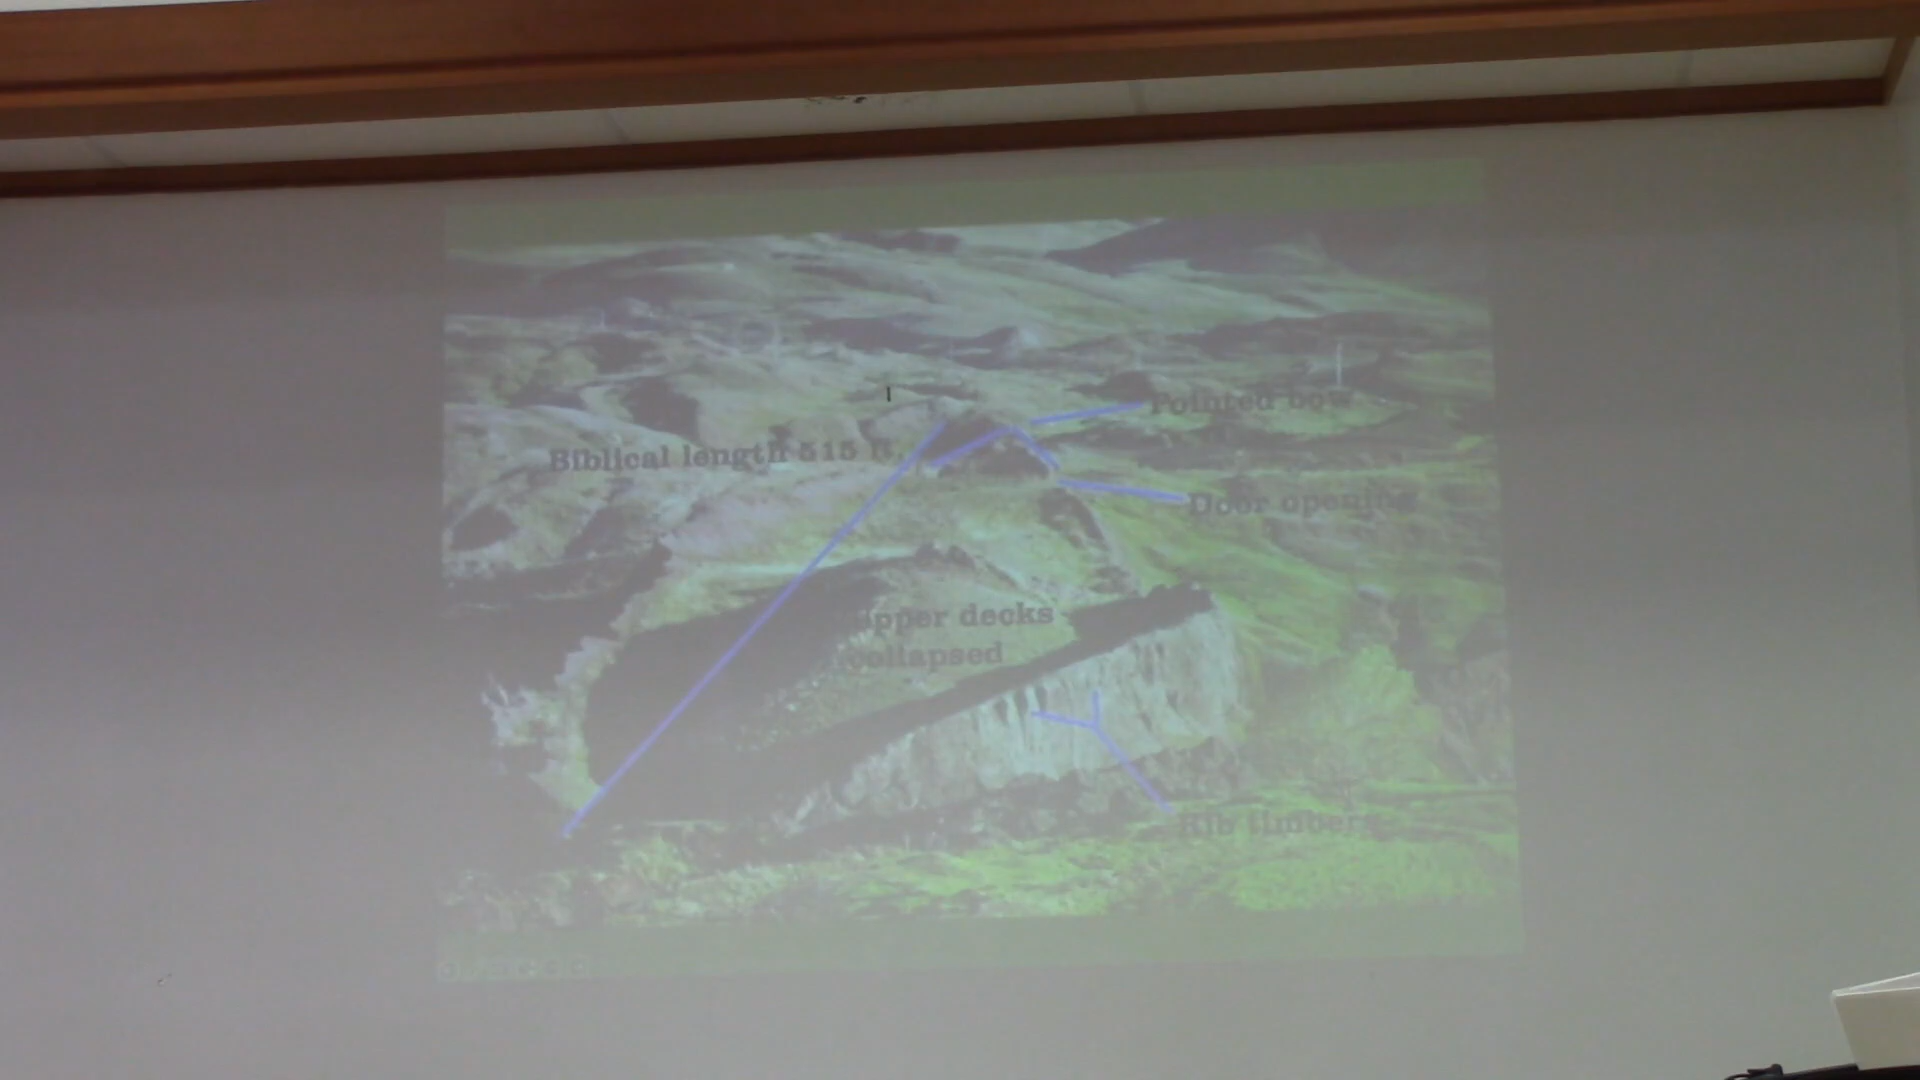 Pointed bow
Biblical length 515 ft.
Door opening
upper decks
collapsed
Rib timbers